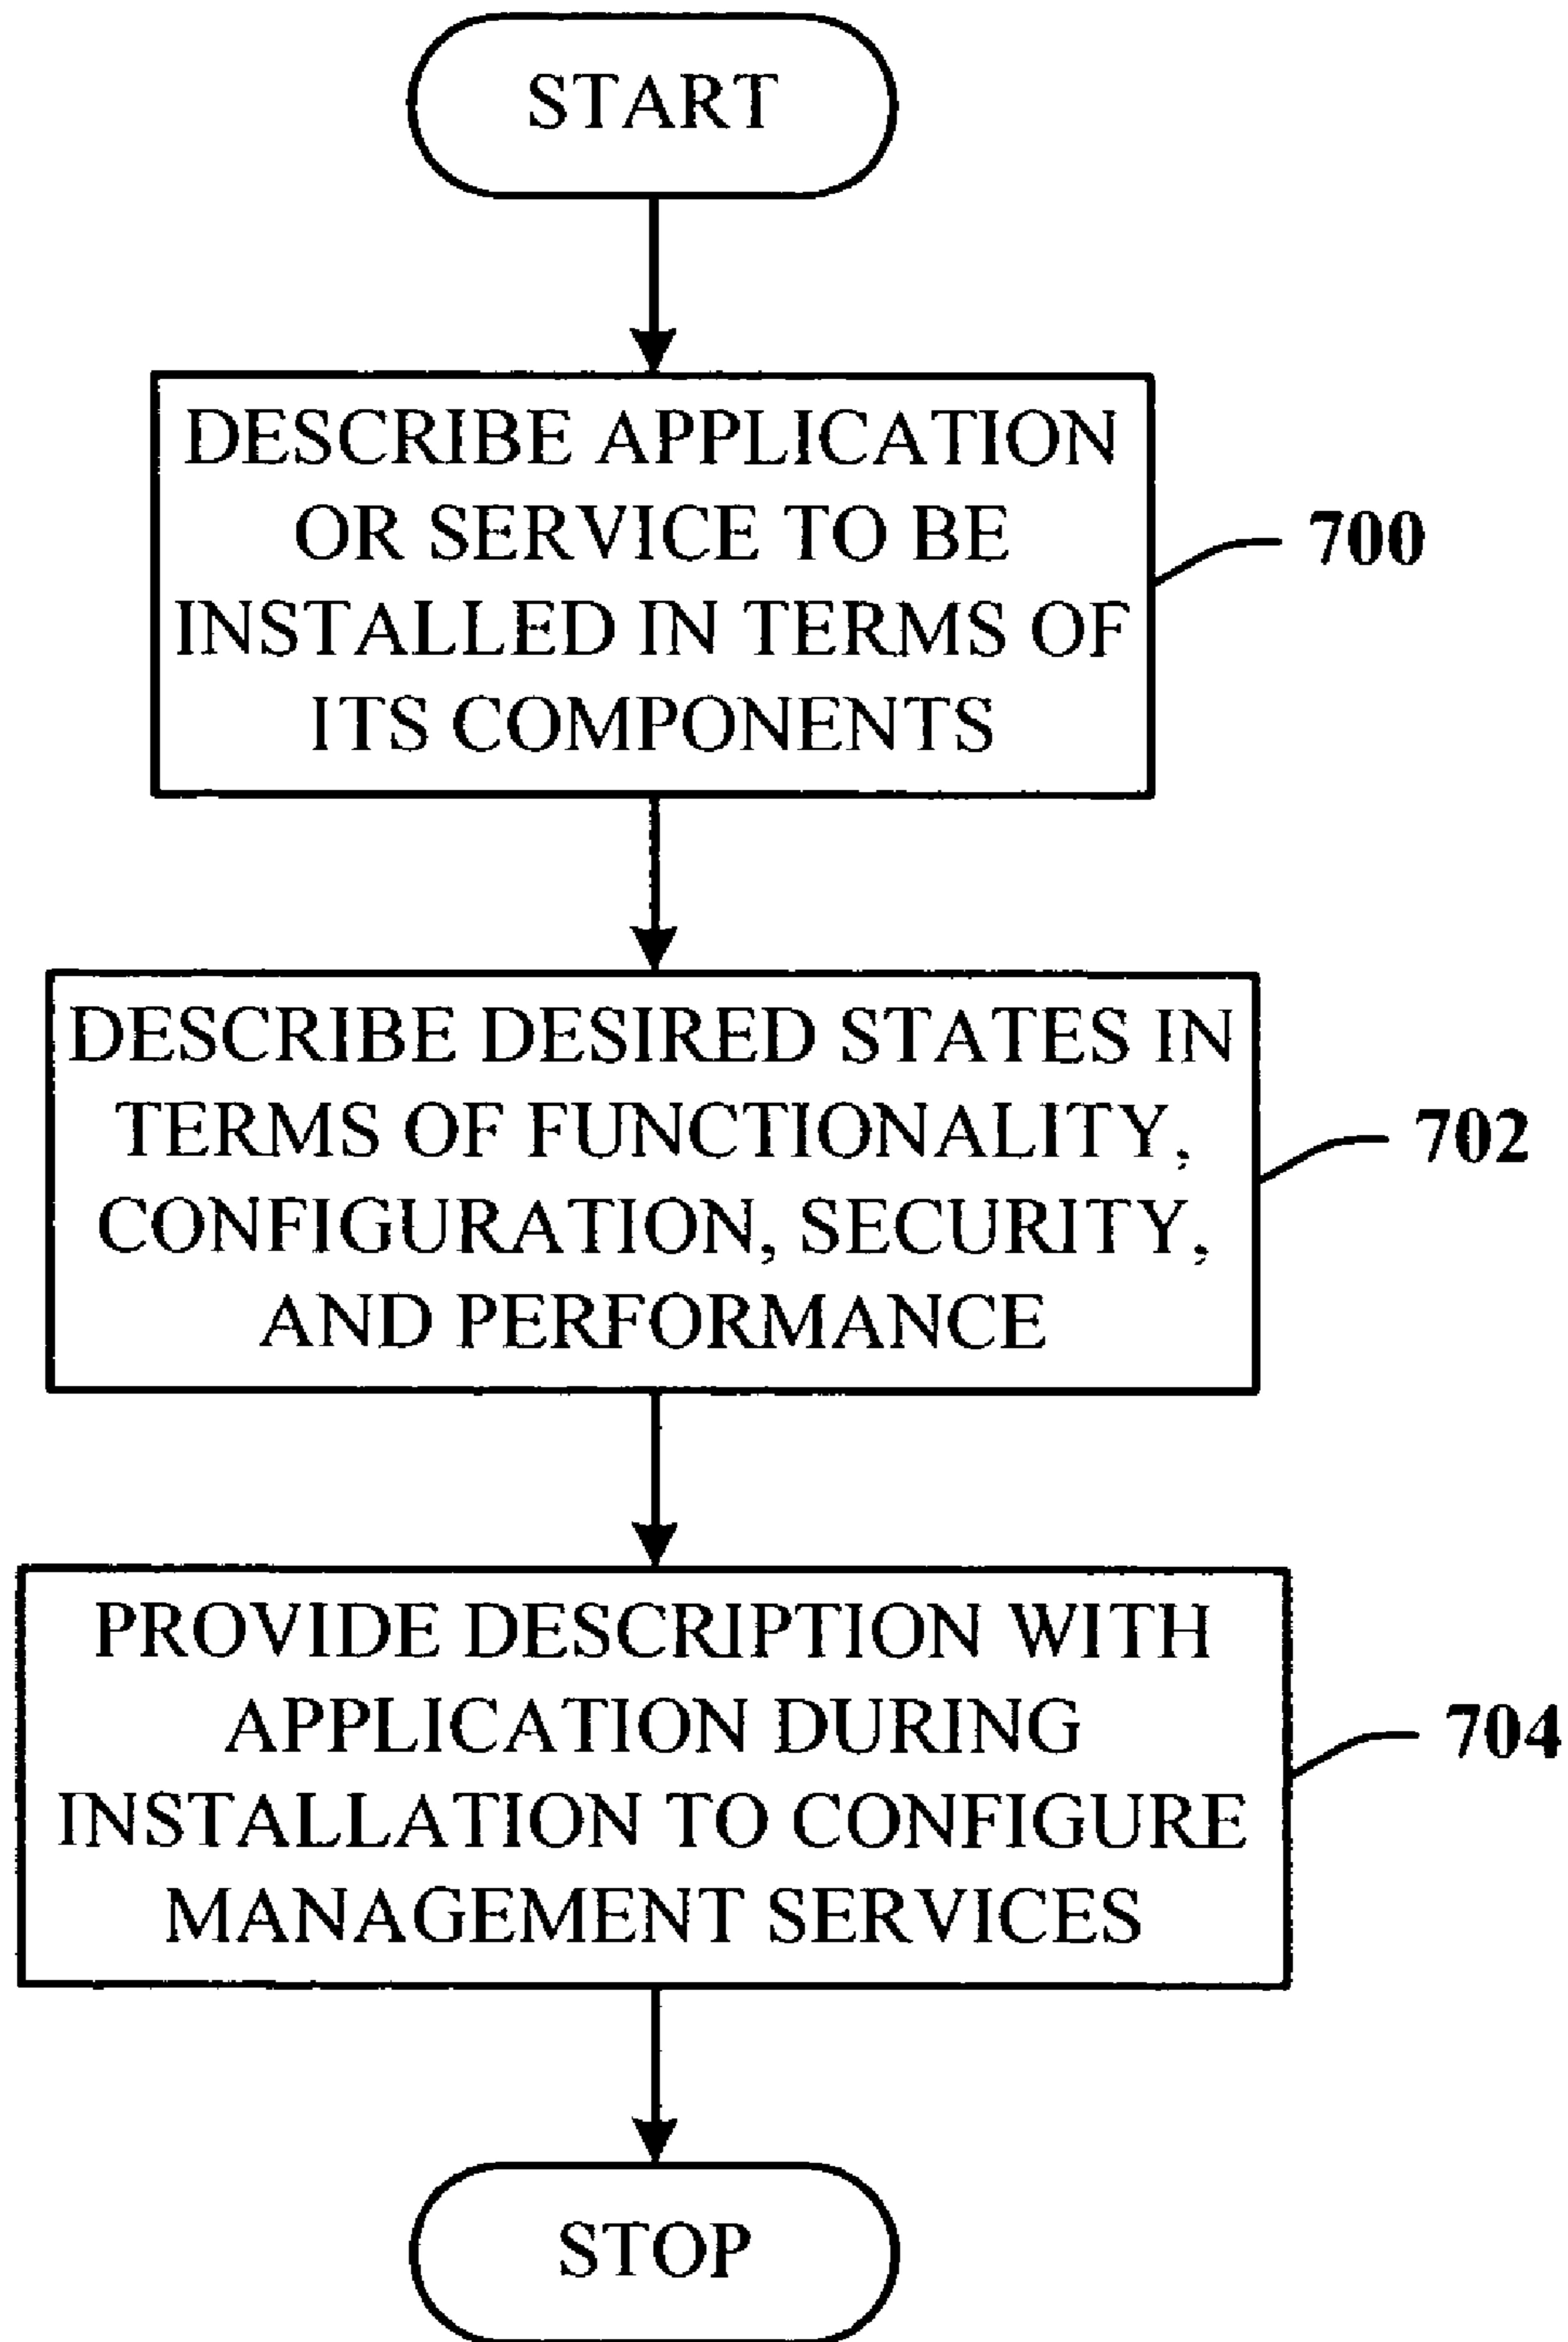 START
DESCRIBE APPLICATION
OR SERVICE TO BE
INSTALLED IN TERMS OF
ITS COMPONENTS
700
DESCRIBE DESIRED STATES IN
TERMS OF FUNCTIONALITY,
CONFIGURATION, SECURITY,
AND PERFORMANCE
702
PROVIDE DESCRIPTION WITH
APPLICATION DURING
INSTALLATION TO CONFIGURE
MANAGEMENT SERVICES
704
STOP